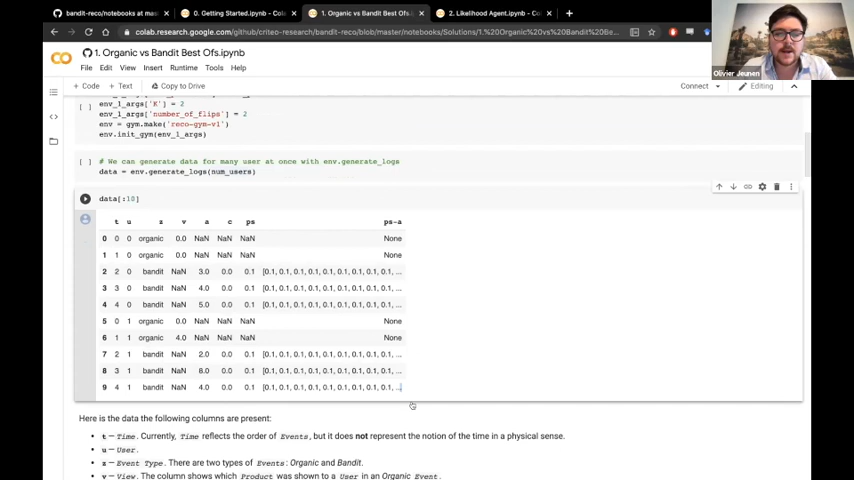 bandit-reco/notebooks at mas
0. Getting Started.ipynb - Co
1. Organic vs Bandit Best Ofs.
2. Likelihood Agent.ipynb - Co
colab.research.google.com/github/criteo-research/bandit-reco/blob/master/notebooks/Solutions/1.%20Organic%20vs%20Bandit%20Best%20Ofs.ipynb
Olivier Jeunen
CO
1. Organic vs Bandit Best Ofs.ipynb
File Edit View Insert Runtime Tools Help
+ Code + Text Copy to Drive
Connect Editing
env_1_args['K'] = 2
[ ] env_1_args['number_of_flips'] = 2
env = gym.make('reco-gym-v1')
env.init_gym(env_1_args)
[ ] # We can generate data for many user at once with env.generate_logs
data = env.generate_logs(num_users)
data[:10]
t u z v a c ps ps-a
0 0 0 organic 0.0 NaN NaN NaN None
1 1 0 organic 0.0 NaN NaN NaN None
2 2 0 bandit NaN 3.0 0.0 0.1 [0.1, 0.1, 0.1, 0.1, 0.1, 0.1, 0.1, 0.1, ...
3 3 0 bandit NaN 4.0 0.0 0.1 [0.1, 0.1, 0.1, 0.1, 0.1, 0.1, 0.1, 0.1, ...
4 4 0 bandit NaN 5.0 0.0 0.1 [0.1, 0.1, 0.1, 0.1, 0.1, 0.1, 0.1, 0.1, ...
5 0 1 organic 0.0 NaN NaN NaN None
6 1 1 organic 4.0 NaN NaN NaN None
7 2 1 bandit NaN 2.0 0.0 0.1 [0.1, 0.1, 0.1, 0.1, 0.1, 0.1, 0.1, 0.1, ...
8 3 1 bandit NaN 8.0 0.0 0.1 [0.1, 0.1, 0.1, 0.1, 0.1, 0.1, 0.1, 0.1, ...
9 4 1 bandit NaN 4.0 0.0 0.1 [0.1, 0.1, 0.1, 0.1, 0.1, 0.1, 0.1, 0.1, ...
Here is the data the following columns are present:
• t — Time. Currently, Time reflects the order of Events, but it does not represent the notion of the time in a physical sense.
• u — User.
• z — Event Type. There are two types of Events: Organic and Bandit.
• v — View. The column shows which Product was shown to a User in an Organic Event.